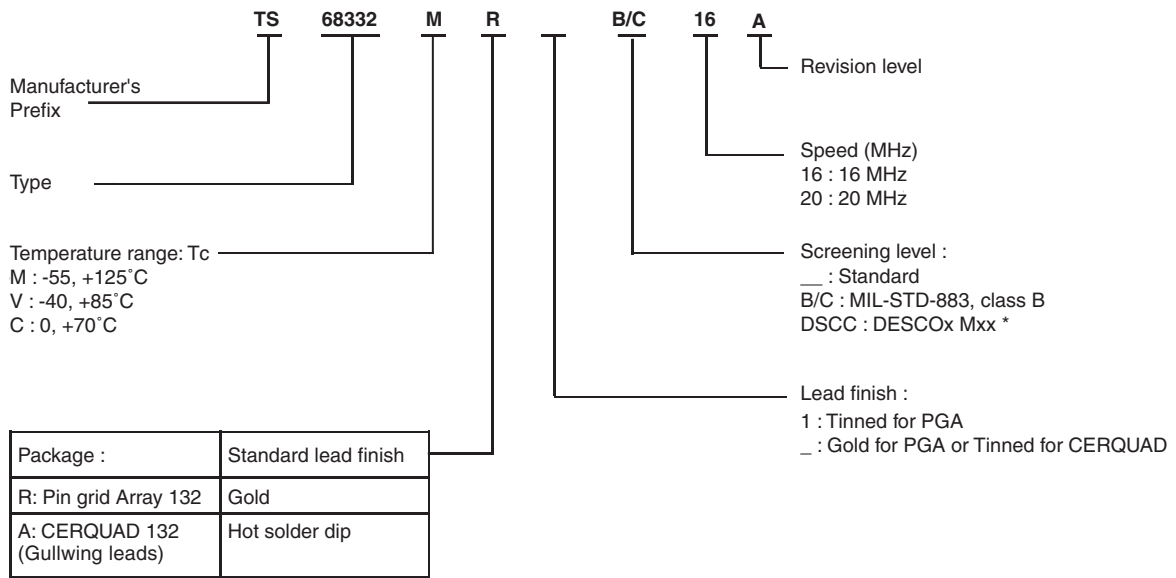 TS 68332 M R _ B/C 16 A
Manufacturer's
Prefix
Type
Temperature range: Tc
M : -55, +125˚C
V : -40, +85˚C
C : 0, +70˚C
Package : Standard lead finish
R: Pin grid Array 132 Gold
A: CERQUAD 132 Hot solder dip
(Gullwing leads)
Revision level
Speed (MHz)
16 : 16 MHz
20 : 20 MHz
Screening level :
__ : Standard
B/C : MIL-STD-883, class B
DSCC : DESCOx Mxx *
Lead finish :
1 : Tinned for PGA
_ : Gold for PGA or Tinned for CERQUAD